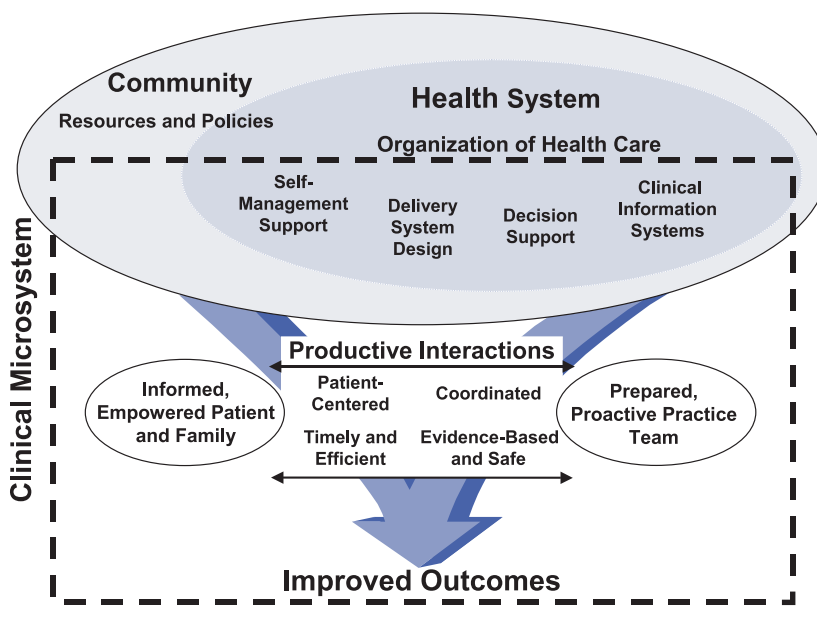 Community
Resources and Policies
Health System
Organization of Health Care
Self-
Management
Support
Delivery
System
Design
Decision
Support
Clinical
Information
Systems
Clinical Microsystem
Productive Interactions
Informed,
Empowered Patient
and Family
Patient-
Centered
Coordinated
Timely and
Efficient
Evidence-Based
and Safe
Prepared,
Proactive Practice
Team
Improved Outcomes